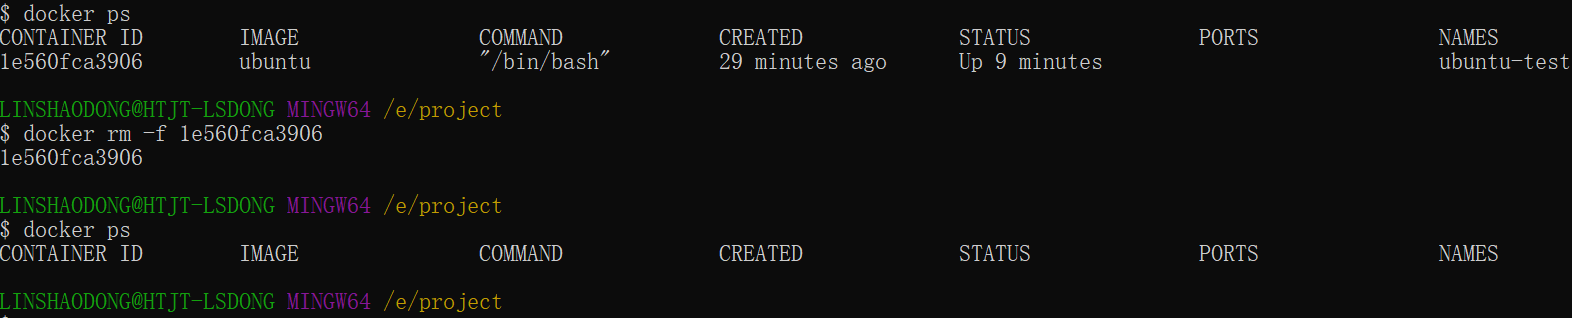 $ docker ps
CONTAINER ID IMAGE COMMAND CREATED STATUS PORTS NAMES
1e560fca3906 ubuntu "/bin/bash" 29 minutes ago Up 9 minutes ubuntu-test
LINSHAODONG@HTJT-LSDONG MINGW64 /e/project
$ docker rm -f 1e560fca3906
1e560fca3906
LINSHAODONG@HTJT-LSDONG MINGW64 /e/project
$ docker ps
CONTAINER ID IMAGE COMMAND CREATED STATUS PORTS NAMES
LINSHAODONG@HTJT-LSDONG MINGW64 /e/project